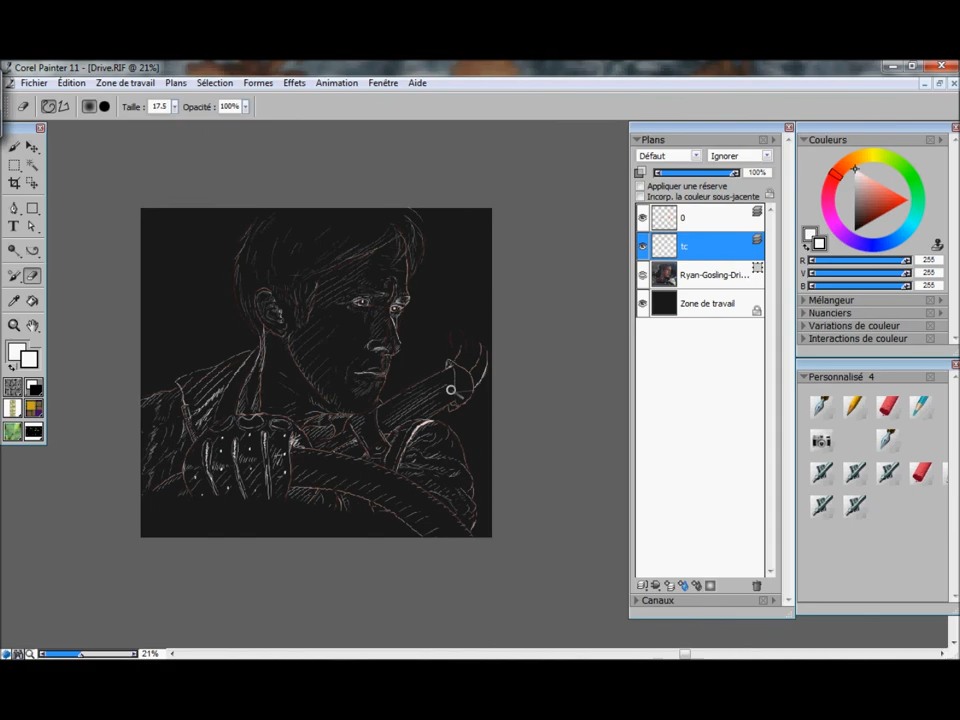 Corel Painter 11 - [Drive.RIF @ 21%]
Fichier Édition Zone de travail Plans Sélection Formes Effets Animation Fenêtre Aide
Taille : 17.5 Opacité : 100%
Plans
Défaut Ignorer
100%
Appliquer une réserve
Incorp. la couleur sous-jacente
0
tc
Ryan-Gosling-Dri...
Zone de travail
Canaux
Couleurs
R 255
V 255
B 255
Mélangeur
Nuanciers
Variations de couleur
Interactions de couleur
Personnalisé 4
T
21%